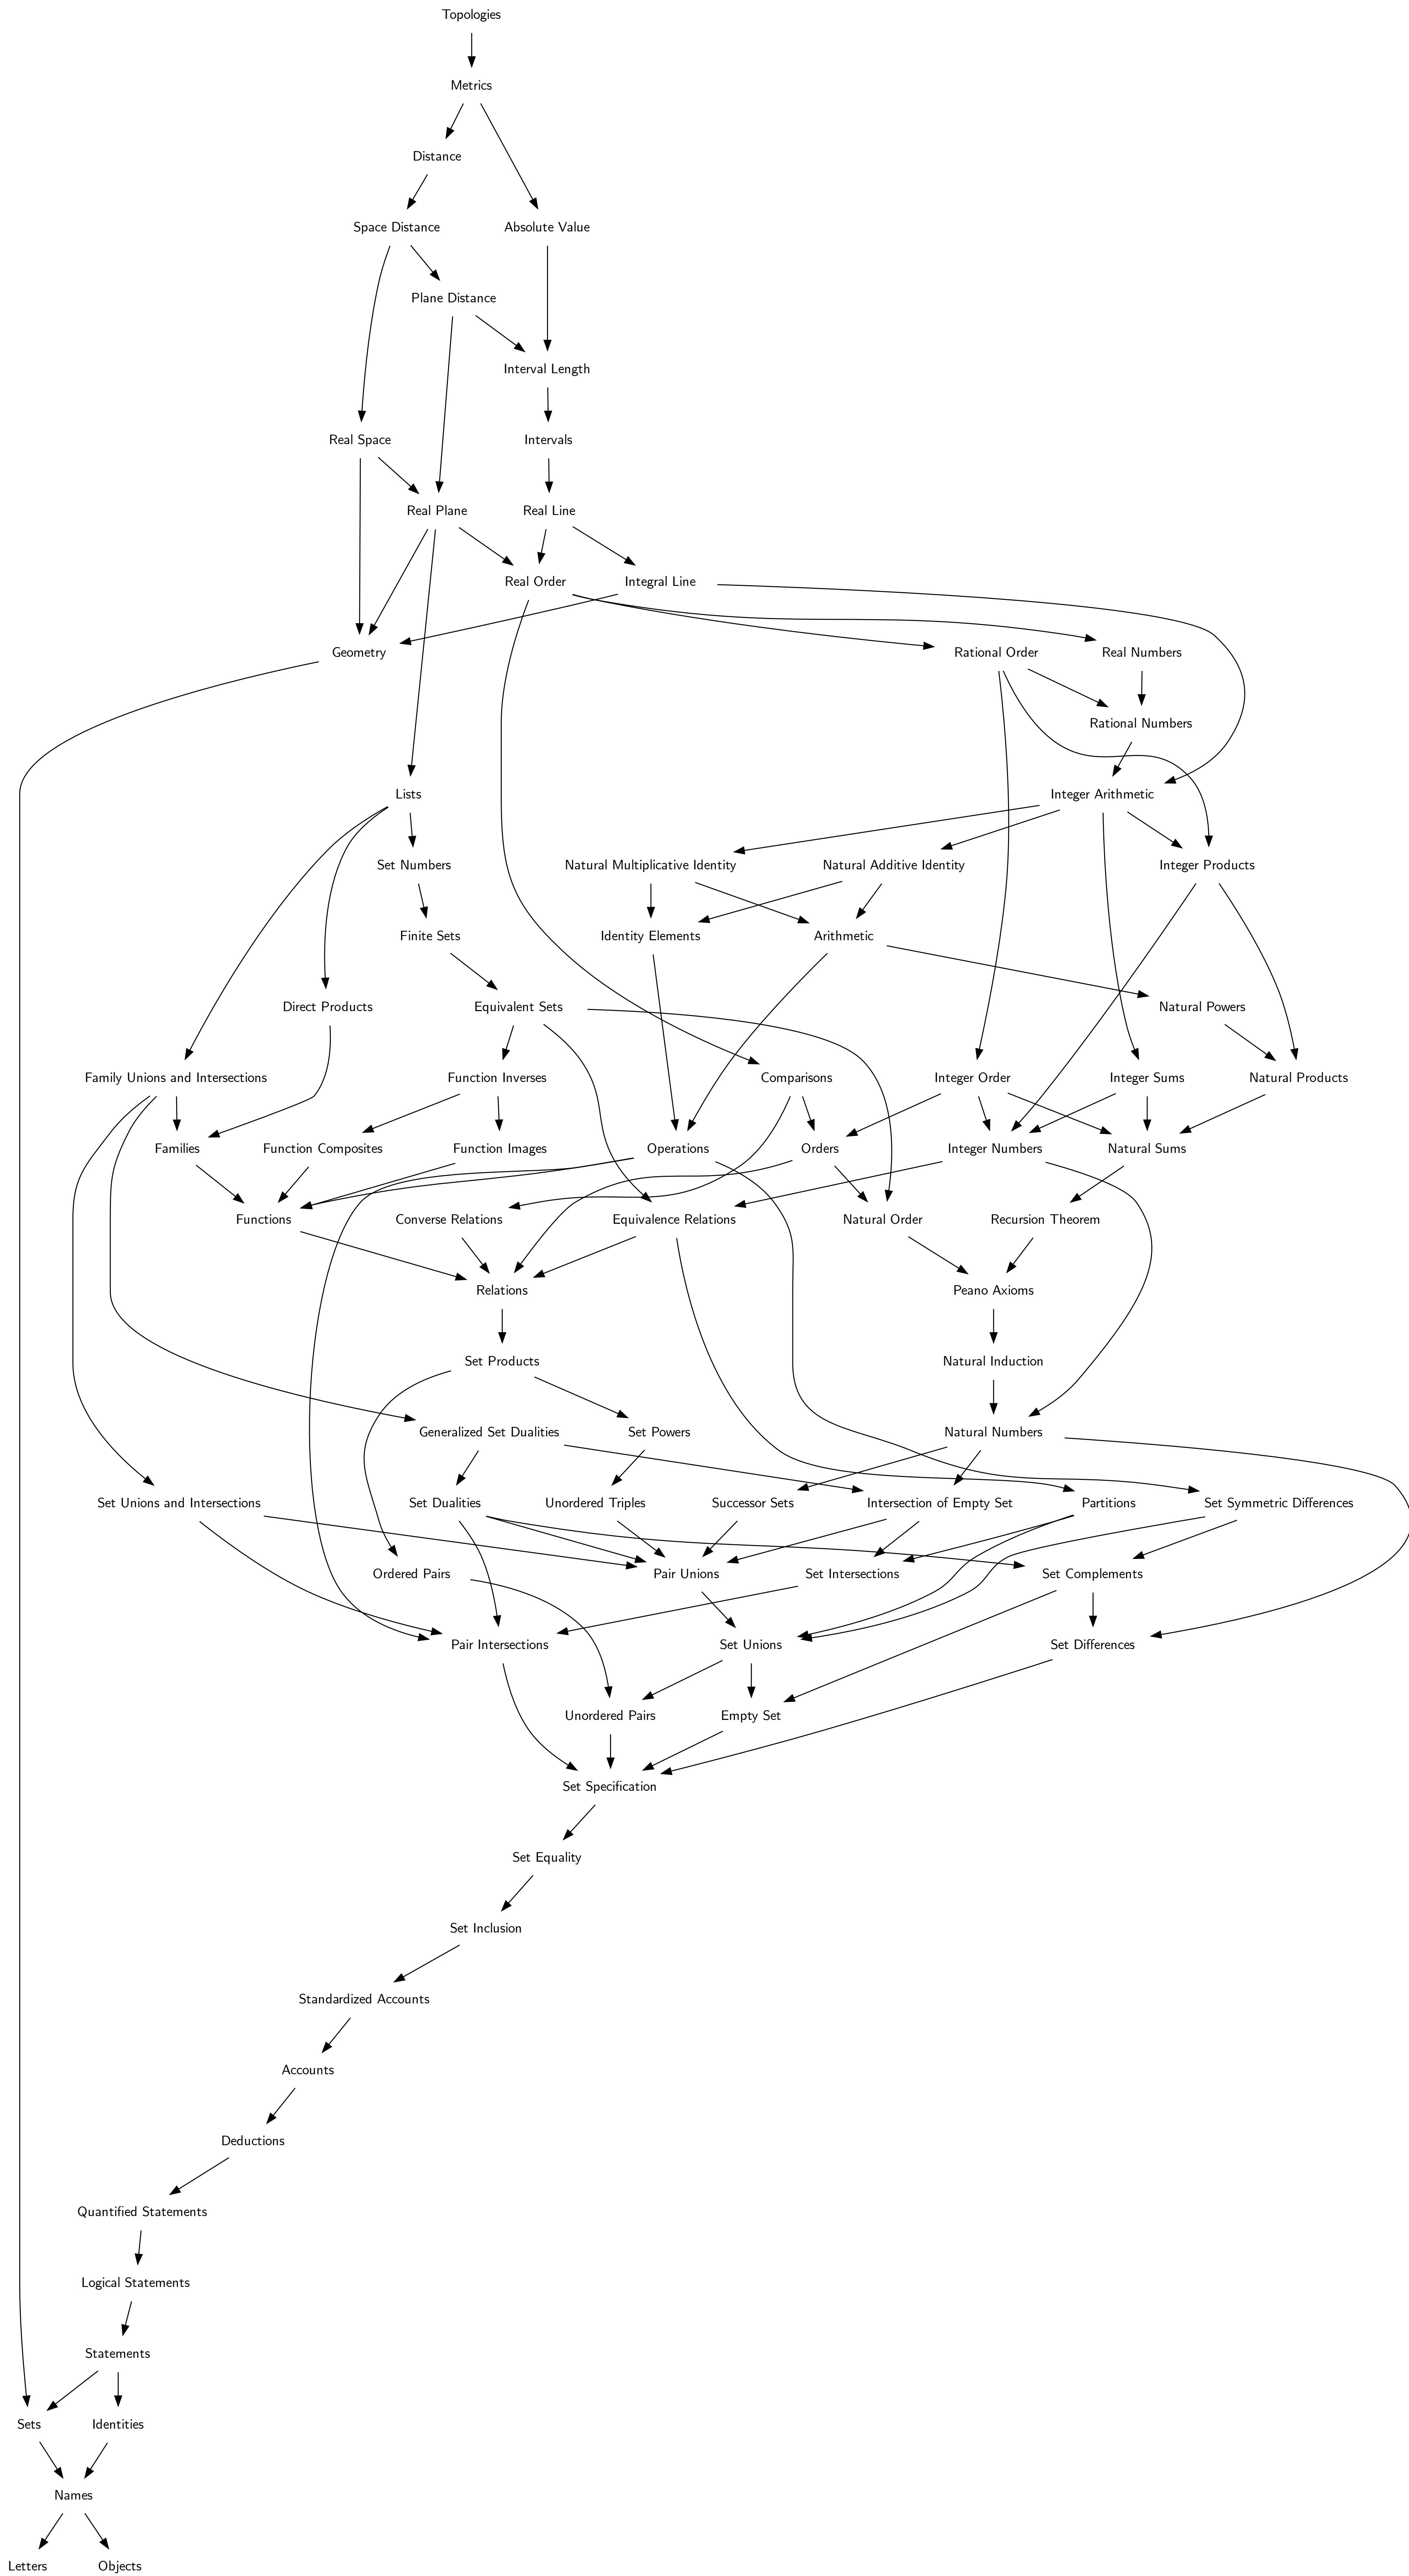 Topologies
Metrics
Distance
Space Distance
Absolute Value
Plane Distance
Interval Length
Real Space
Intervals
Real Plane
Real Line
Real Order
Integral Line
Geometry
Rational Order
Real Numbers
Rational Numbers
Lists
Integer Arithmetic
Set Numbers
Natural Multiplicative Identity
Natural Additive Identity
Integer Products
Finite Sets
Identity Elements
Arithmetic
Direct Products
Equivalent Sets
Natural Powers
Family Unions and Intersections
Function Inverses
Comparisons
Integer Order
Integer Sums
Natural Products
Families
Function Composites
Function Images
Operations
Orders
Integer Numbers
Natural Sums
Functions
Converse Relations
Equivalence Relations
Natural Order
Recursion Theorem
Relations
Peano Axioms
Set Products
Natural Induction
Generalized Set Dualities
Set Powers
Natural Numbers
Set Unions and Intersections
Set Dualities
Unordered Triples
Successor Sets
Intersection of Empty Set
Partitions
Set Symmetric Differences
Ordered Pairs
Pair Unions
Set Intersections
Set Complements
Pair Intersections
Set Unions
Set Differences
Unordered Pairs
Empty Set
Set Specification
Set Equality
Set Inclusion
Standardized Accounts
Accounts
Deductions
Quantified Statements
Logical Statements
Statements
Sets
Identities
Names
Letters
Objects